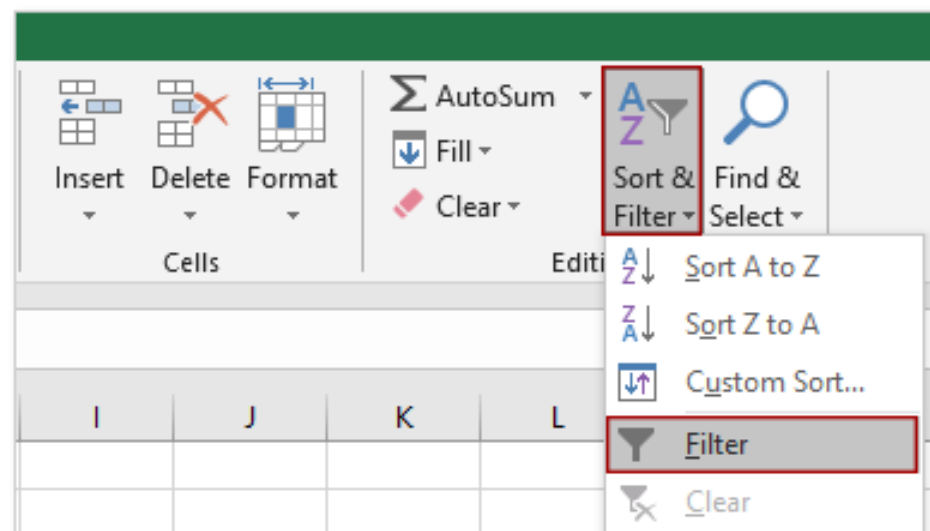 AutoSum
Fill
Clear
Insert
Delete
Format
Sort &
Filter
Find &
Select
Cells
Sort A to Z
Sort Z to A
Custom Sort...
Filter
Clear
I
J
K
L